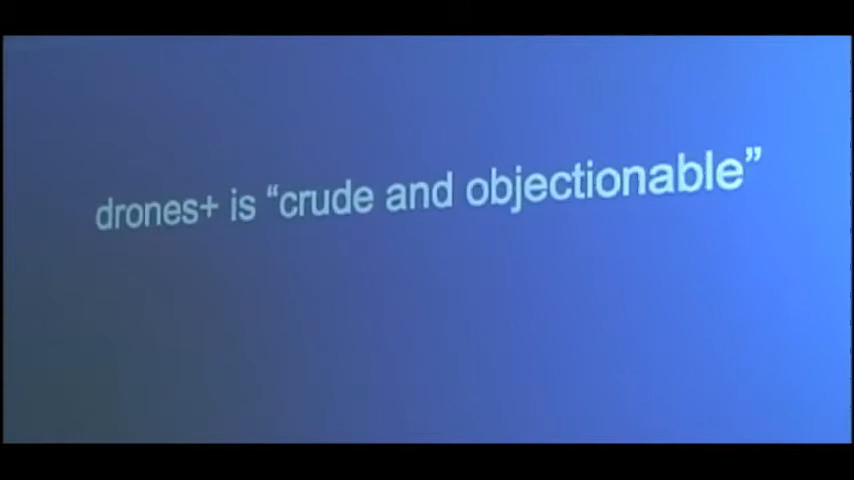 drones+ is “crude and objectionable”